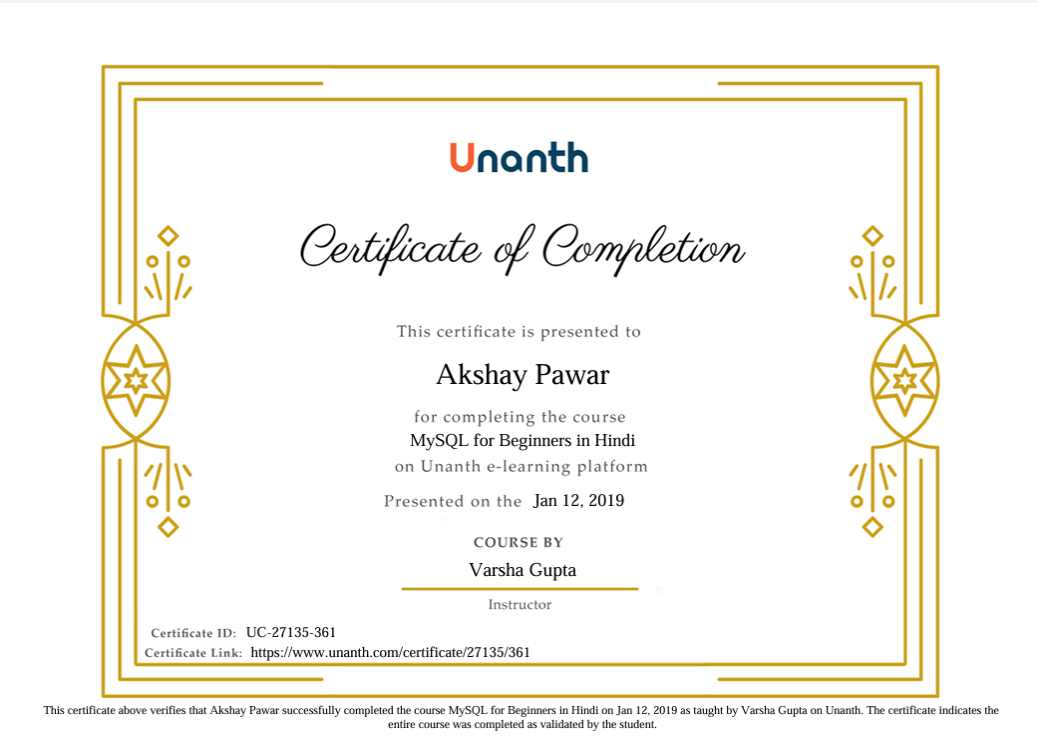 Unanth
Certificate of Completion
This certificate is presented to
Akshay Pawar
for completing the course
MySQL for Beginners in Hindi
on Unanth e-learning platform
Presented on the Jan 12, 2019
COURSE BY
Varsha Gupta
Instructor
Certificate ID: UC-27135-361
Certificate Link: https://www.unanth.com/certificate/27135/361
This certificate above verifies that Akshay Pawar successfully completed the course MySQL for Beginners in Hindi on Jan 12, 2019 as taught by Varsha Gupta on Unanth. The certificate indicates the
entire course was completed as validated by the student.